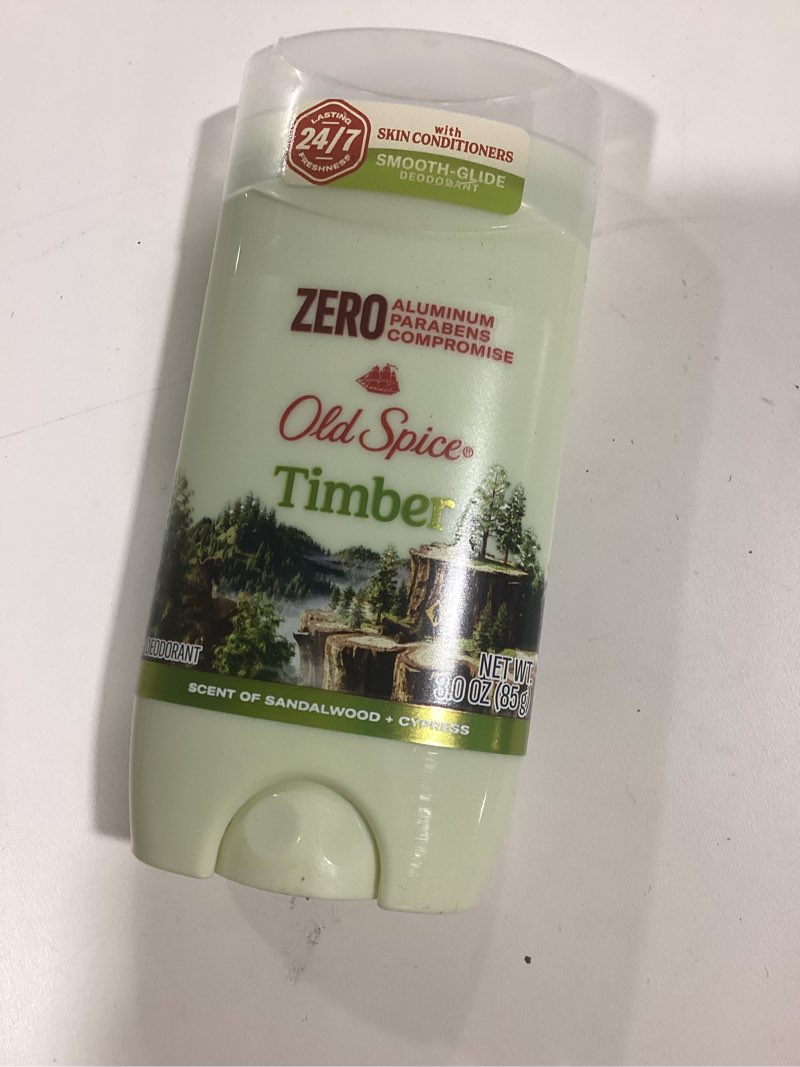 LASTING
24/7
FRESHNESS
with
SKIN CONDITIONERS
SMOOTH-GLIDE
DEODORANT
ZERO
ALUMINUM
PARABENS
COMPROMISE
Old Spice®
Timber
DEODORANT
NET WT.
3.0 OZ (85 g)
SCENT OF SANDALWOOD + CYPRESS